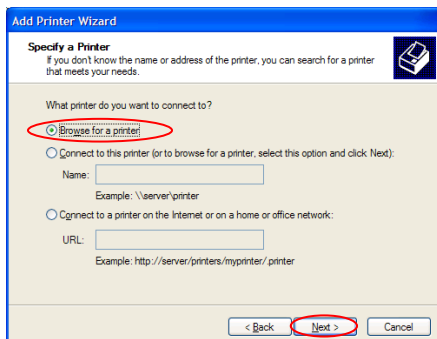 Add Printer Wizard
Specify a Printer
If you don't know the name or address of the printer, you can search for a printer
that meets your needs.
What printer do you want to connect to?
Browse for a printer
Connect to this printer (or to browse for a printer, select this option and click Next):
Name:
Example: \\server\printer
Connect to a printer on the Internet or on a home or office network:
URL:
Example: http://server/printers/myprinter/.printer
< Back
Next >
Cancel